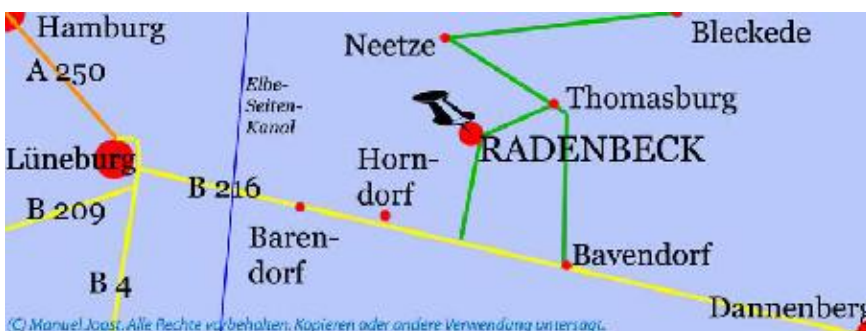 Hamburg
A 250
Lüneburg
B 209
B 4
Elbe-
Seiten-
Kanal
B 216
Baren-
dorf
Horn-
dorf
Neetze
Bleckede
Thomasburg
RADENBECK
Bavendorf
Dannenberg
(C) Manuel Joost. Alle Rechte vorbehalten. Kopieren oder andere Verwendung untersagt.